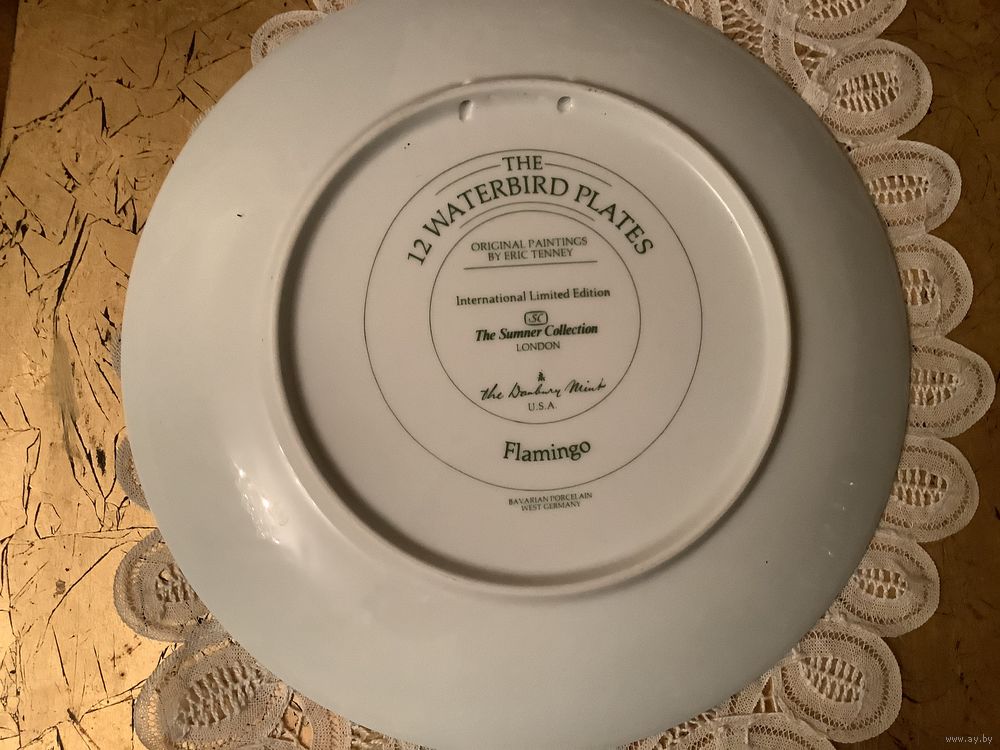 THE
12 WATERBIRD PLATES
ORIGINAL PAINTINGS
BY ERIC TENNEY
International Limited Edition
SC
The Sumner Collection
LONDON
the Danbury Mint
U.S.A.
Flamingo
BAVARIAN PORCELAIN
WEST GERMANY
www.ay.by